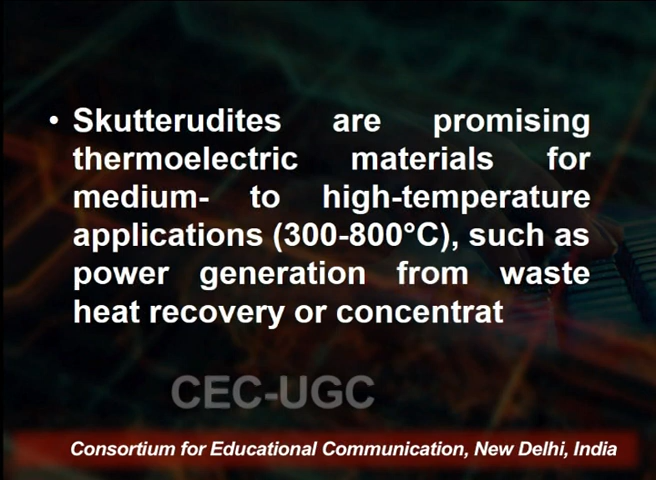 • Skutterudites are promising
thermoelectric materials for
medium- to high-temperature
applications (300-800°C), such as
power generation from waste
heat recovery or concentrat
CEC-UGC
Consortium for Educational Communication, New Delhi, India